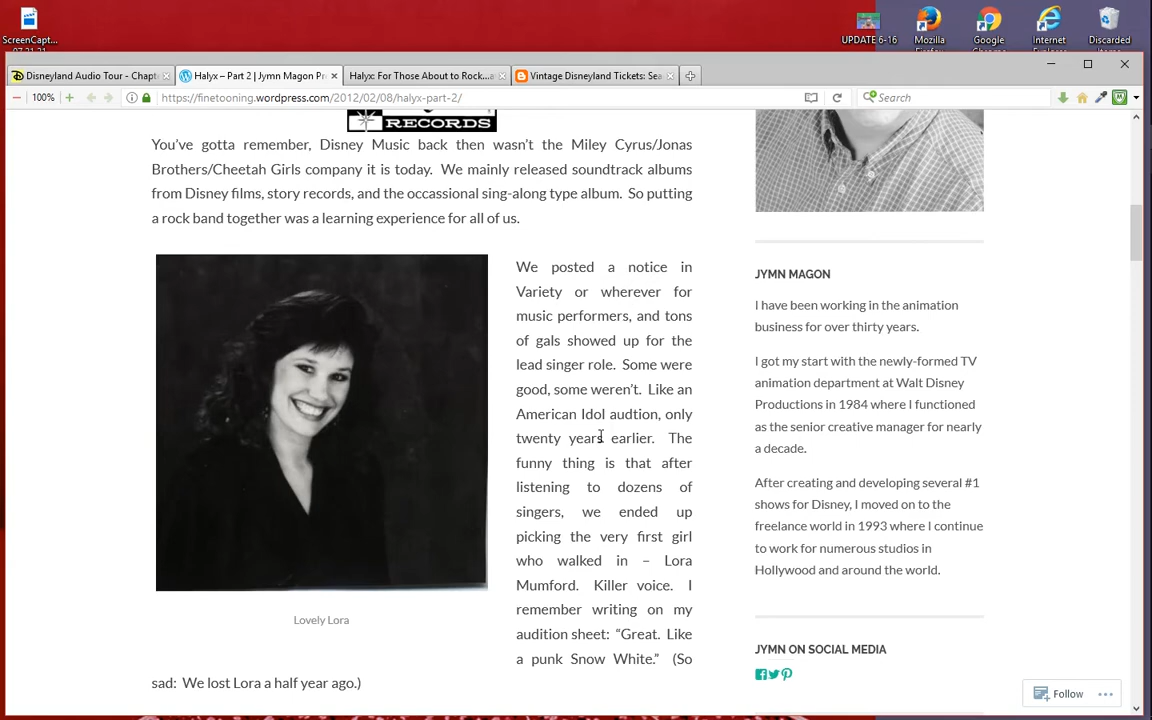 ScreenCapt...
UPDATE 6-16
Mozilla
Google
Internet
Discarded
Disneyland Audio Tour - Chapt
Halyx – Part 2 | Jymn Magon Pr
Halyx: For Those About to Rock...a
Vintage Disneyland Tickets: Sea
100%
https://finetooning.wordpress.com/2012/02/08/halyx-part-2/
Search
RECORDS
You’ve gotta remember, Disney Music back then wasn’t the Miley Cyrus/Jonas
Brothers/Cheetah Girls company it is today. We mainly released soundtrack albums
from Disney films, story records, and the occassional sing-along type album. So putting
a rock band together was a learning experience for all of us.
We posted a notice in
Variety or wherever for
music performers, and tons
of gals showed up for the
lead singer role. Some were
good, some weren’t. Like an
American Idol audtion, only
twenty years earlier. The
funny thing is that after
listening to dozens of
singers, we ended up
picking the very first girl
who walked in – Lora
Mumford. Killer voice. I
remember writing on my
audition sheet: “Great. Like
a punk Snow White.” (So
sad: We lost Lora a half year ago.)
Lovely Lora
JYMN MAGON
I have been working in the animation
business for over thirty years.
I got my start with the newly-formed TV
animation department at Walt Disney
Productions in 1984 where I functioned
as the senior creative manager for nearly
a decade.
After creating and developing several #1
shows for Disney, I moved on to the
freelance world in 1993 where I continue
to work for numerous studios in
Hollywood and around the world.
JYMN ON SOCIAL MEDIA
Follow